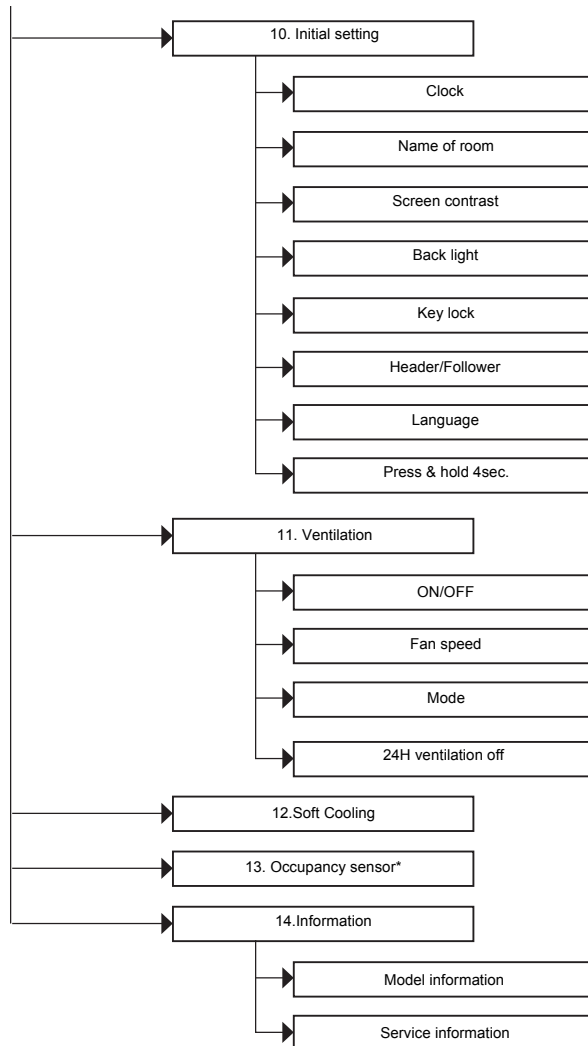 10. Initial setting
Clock
Name of room
Screen contrast
Back light
Key lock
Header/Follower
Language
Press & hold 4sec.
11. Ventilation
ON/OFF
Fan speed
Mode
24H ventilation off
12.Soft Cooling
13. Occupancy sensor*
14.Information
Model information
Service information